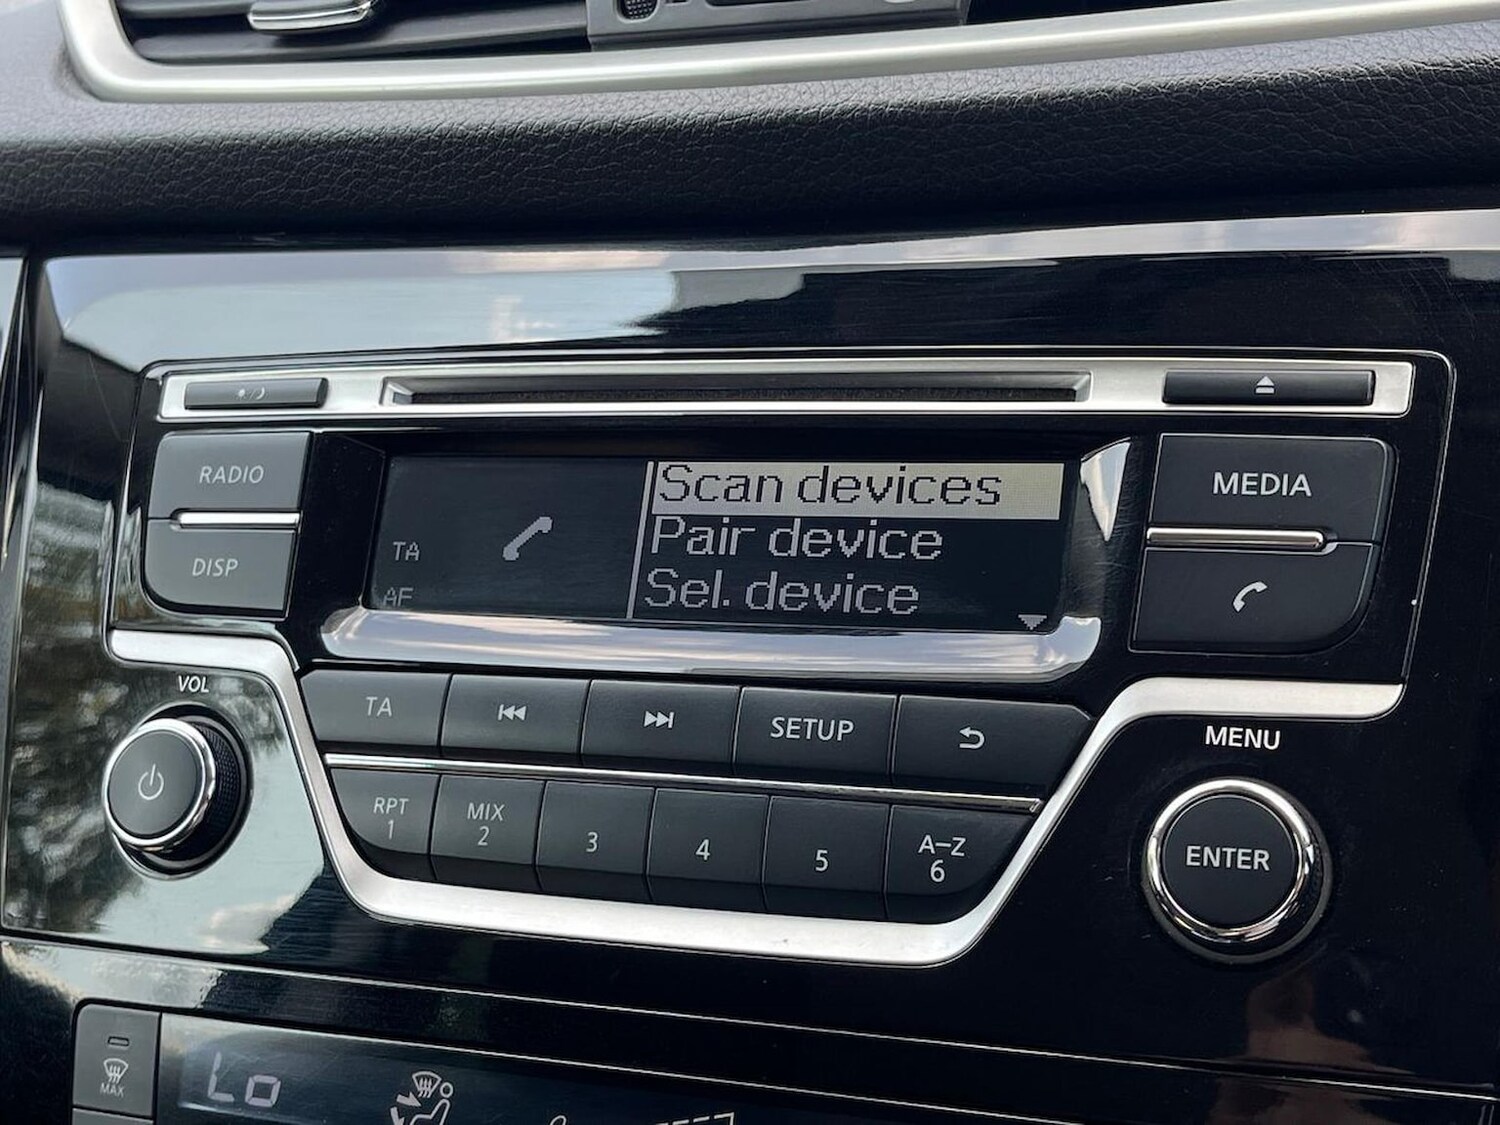 RADIO
DISP
Scan devices
Pair device
Sel. device
TA
AF
MEDIA
VOL
TA
SETUP
MENU
RPT
1
MIX
2
3
4
5
A–Z
6
ENTER
MAX
Lo